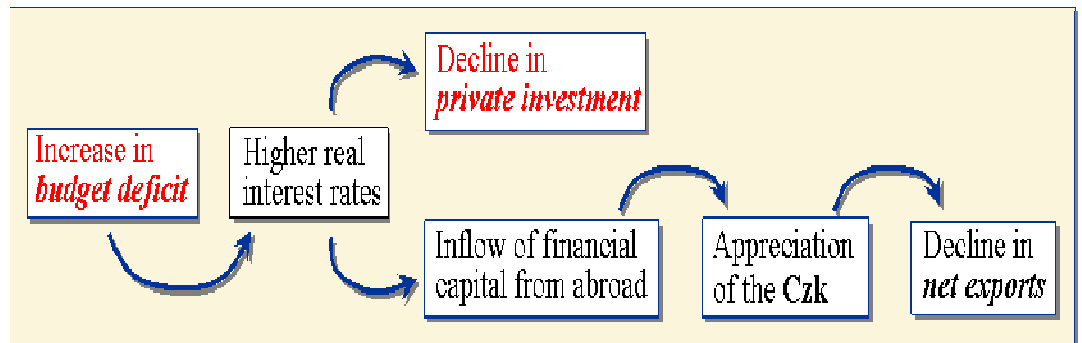 Increase in
budget deficit
Higher real
interest rates
Decline in
private investment
Inflow of financial
capital from abroad
Appreciation
of the Czk
Decline in
net exports